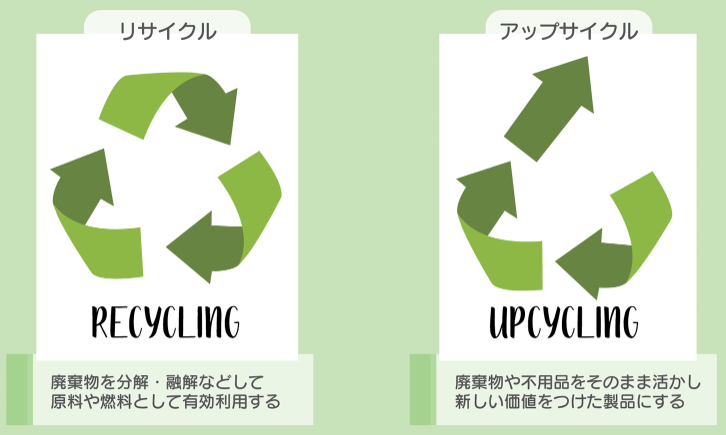 リサイクル
RECYCLING
廃棄物を分解・融解などして
原料や燃料として有効利用する
アップサイクル
UPCYCLING
廃棄物や不用品をそのまま活かし
新しい価値をつけた製品にする